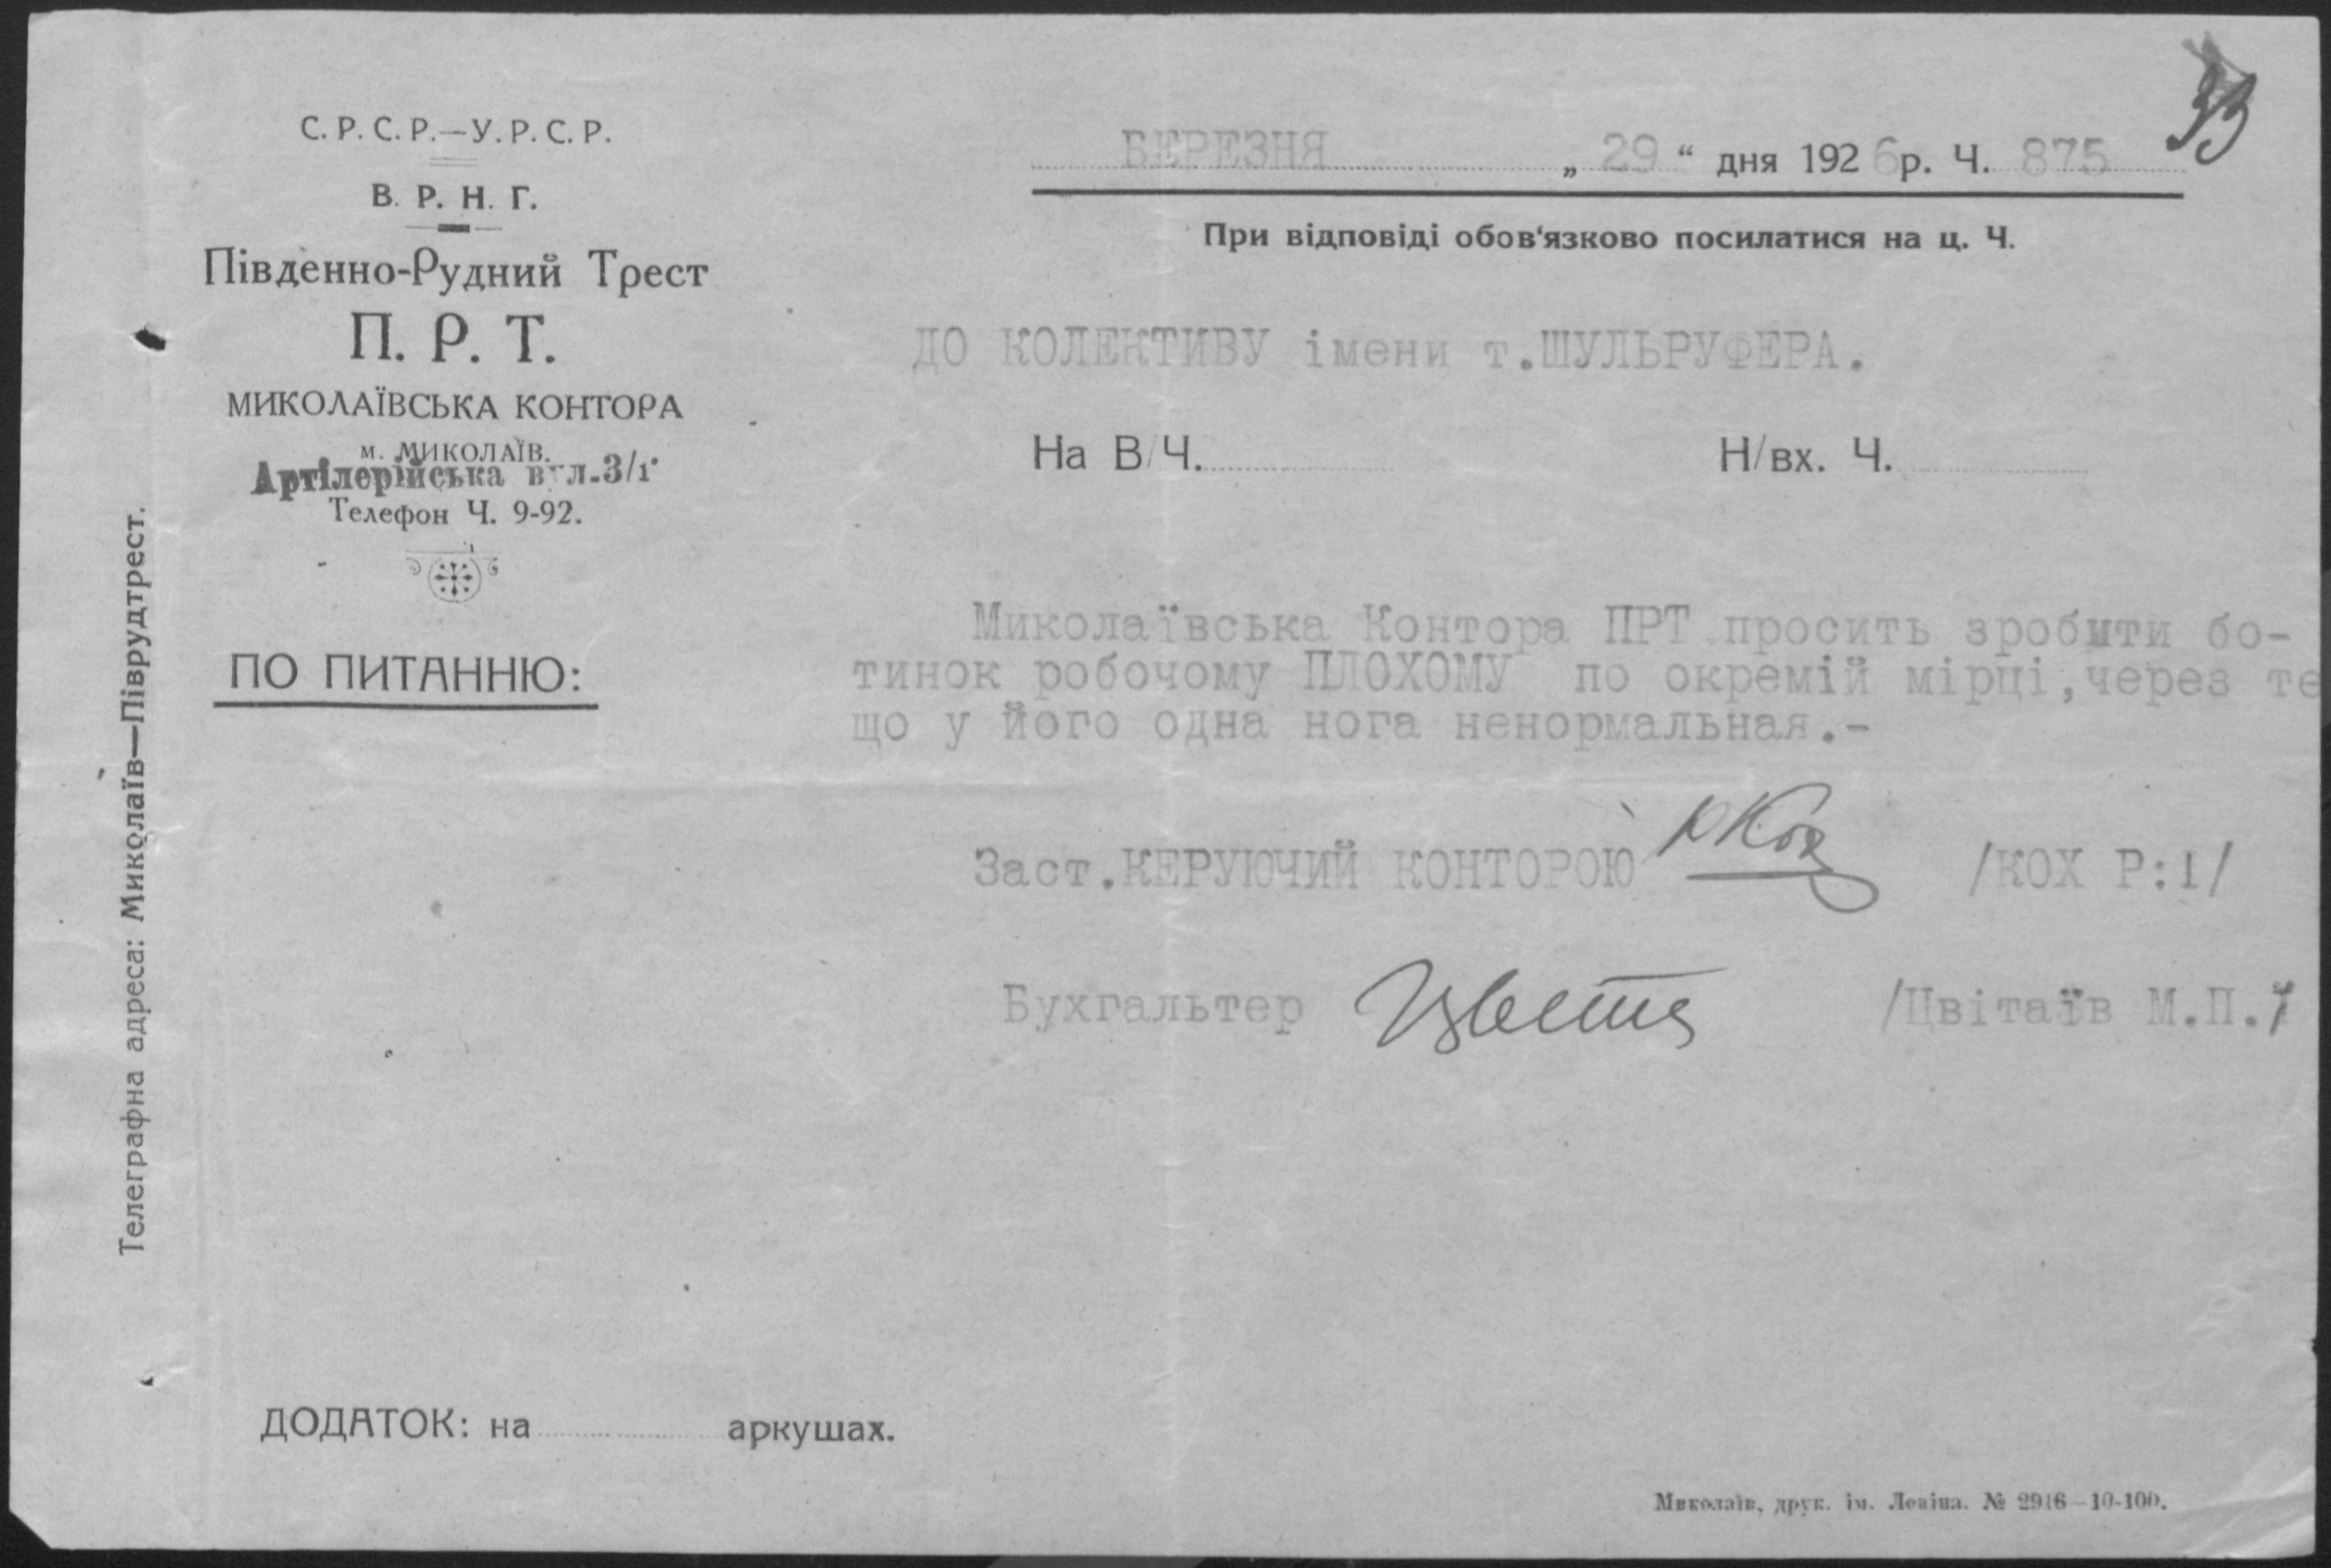 33
С. Р. С. Р.—У. Р. С. Р.
В. Р. Н. Г.
Південно-Рудний Трест
П. Р. Т.
МИКОЛАЇВСЬКА КОНТОРА
м. МИКОЛАЇВ.
Артілерійська вул.3/1
Телефон Ч. 9-92.
ПО ПИТАННЮ:
Телеграфна адреса: Миколаїв—Піврудтрест.
БЕРЕЗНЯ „ 29 “ дня 1926р. Ч. 875
При відповіді обов'язково посилатися на ц. Ч.
ДО КОЛЕКТИВУ імени т.ШУЛЬРУФЕРА.
На В/Ч. Н/вх. Ч.
Миколаївська Контора ПРТ просить зробити бо-
тинок робочому ПЛОХОМУ по окремій мірці,через те
що у його одна нога ненормальная.-
Заст.КЕРУЮЧИЙ КОНТОРОЮ /КОХ Р:І/
Бухгальтер /Цвітаїв М.П./
ДОДАТОК: на аркушах.
Миколаїв, друк. ім. Леніна. № 2916—10-100.